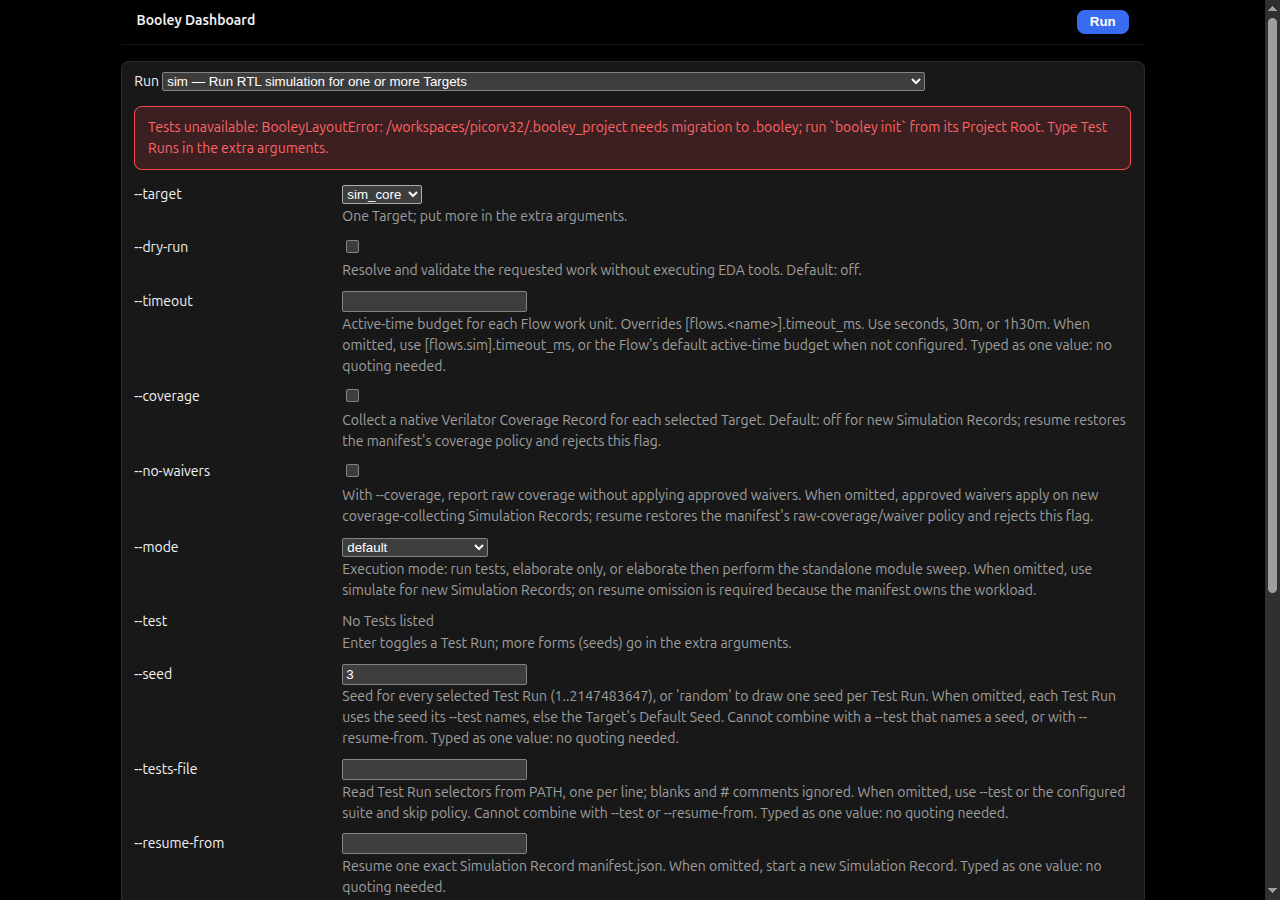 Booley Dashboard
Run
Run sim — Run RTL simulation for one or more Targets
Tests unavailable: BooleyLayoutError: /workspaces/picorv32/.booley_project needs migration to .booley; run `booley init` from its Project Root. Type Test
Runs in the extra arguments.
--target sim_core
One Target; put more in the extra arguments.
--dry-run
Resolve and validate the requested work without executing EDA tools. Default: off.
--timeout
Active-time budget for each Flow work unit. Overrides [flows.<name>].timeout_ms. Use seconds, 30m, or 1h30m. When
omitted, use [flows.sim].timeout_ms, or the Flow's default active-time budget when not configured. Typed as one value: no
quoting needed.
--coverage
Collect a native Verilator Coverage Record for each selected Target. Default: off for new Simulation Records; resume restores
the manifest's coverage policy and rejects this flag.
--no-waivers
With --coverage, report raw coverage without applying approved waivers. When omitted, approved waivers apply on new
coverage-collecting Simulation Records; resume restores the manifest's raw-coverage/waiver policy and rejects this flag.
--mode default
Execution mode: run tests, elaborate only, or elaborate then perform the standalone module sweep. When omitted, use
simulate for new Simulation Records; on resume omission is required because the manifest owns the workload.
--test No Tests listed
Enter toggles a Test Run; more forms (seeds) go in the extra arguments.
--seed 3
Seed for every selected Test Run (1..2147483647), or 'random' to draw one seed per Test Run. When omitted, each Test Run
uses the seed its --test names, else the Target's Default Seed. Cannot combine with a --test that names a seed, or with --
resume-from. Typed as one value: no quoting needed.
--tests-file
Read Test Run selectors from PATH, one per line; blanks and # comments ignored. When omitted, use --test or the configured
suite and skip policy. Cannot combine with --test or --resume-from. Typed as one value: no quoting needed.
--resume-from
Resume one exact Simulation Record manifest.json. When omitted, start a new Simulation Record. Typed as one value: no
quoting needed.